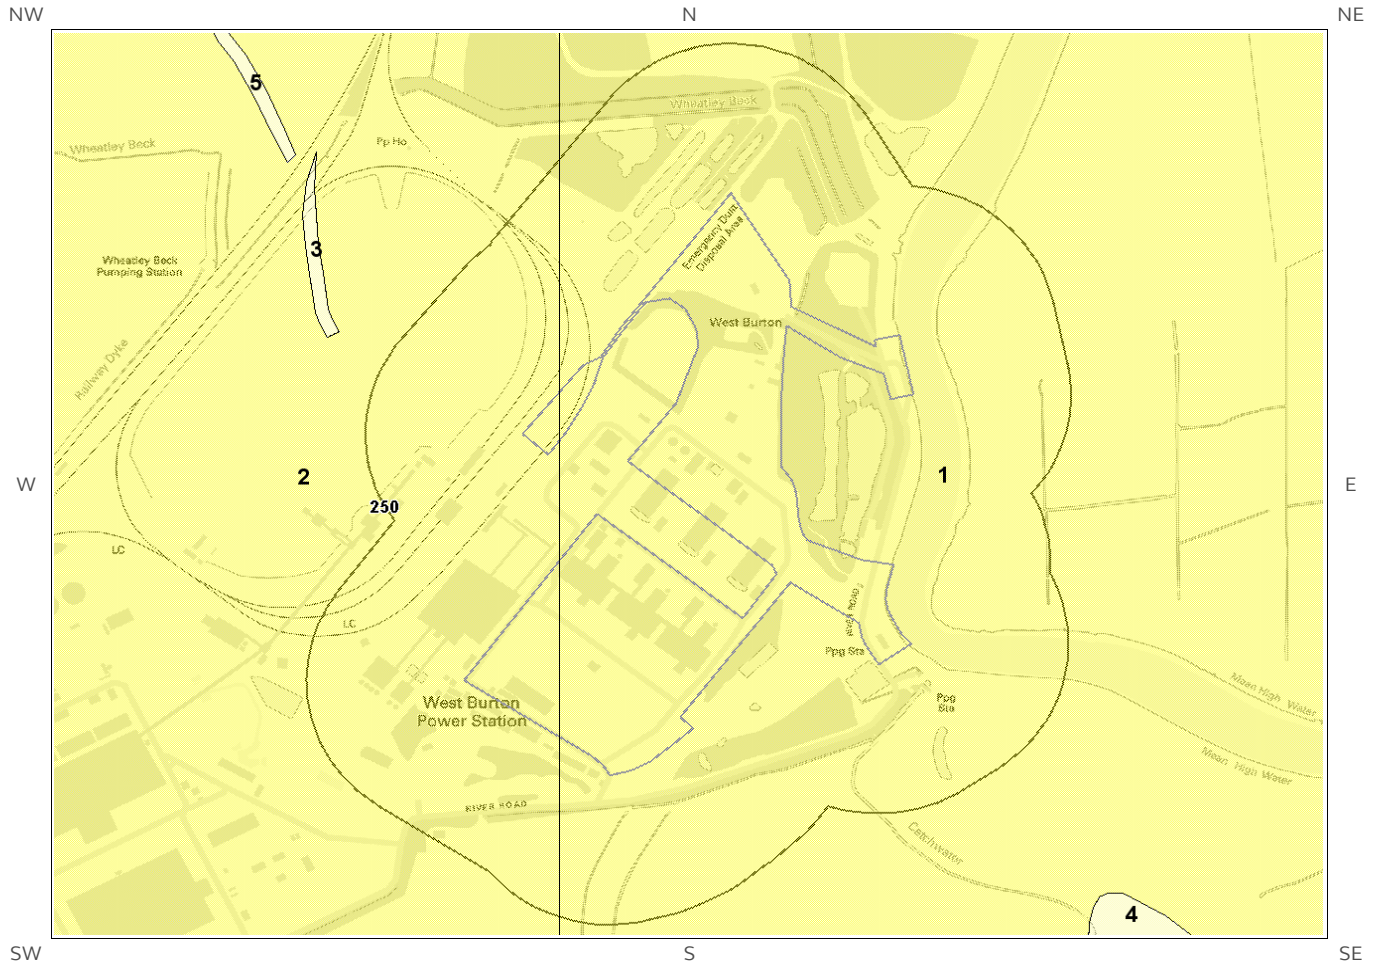 NW
N
NE
5
Wheatley Beck
Wheatley Beck
Pp Ho
3
Wheatley Beck
Pumping Station
Emergency Dust
Disposal Area
West Burton
Railway Dyke
W
2
250
1
E
LC
LC
RIVER ROAD
Ppg Sta
West Burton
Power Station
Ppg
Sta
Mean High Water
Mean High Water
RIVER ROAD
Catchwater
4
SW
S
SE